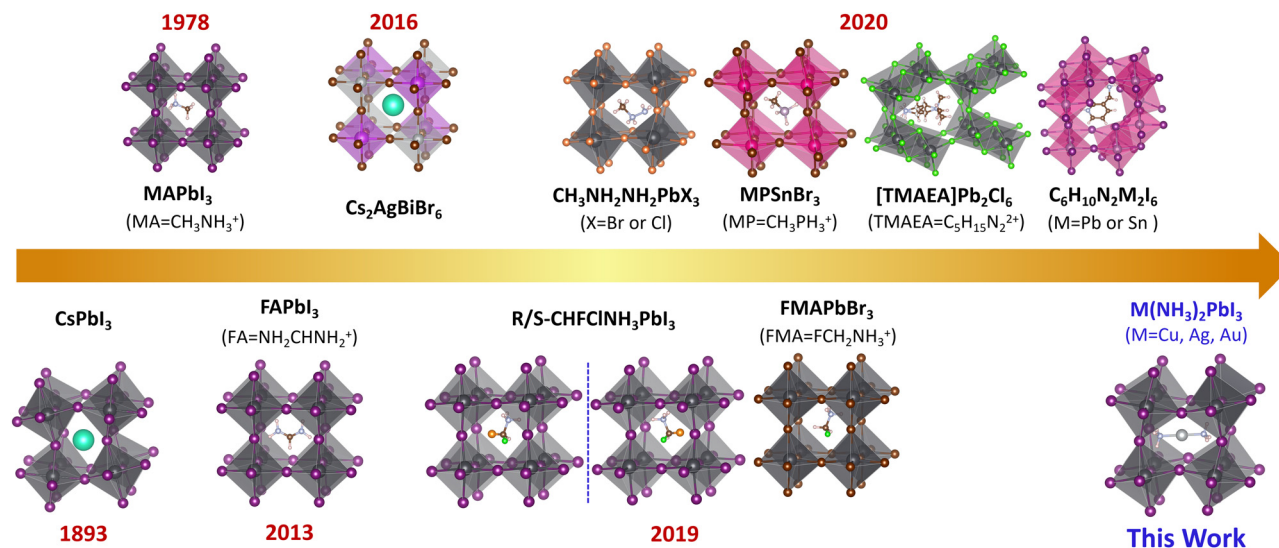 1978
2016
2020
MAPbI₃
(MA=CH₃NH₃⁺)
Cs₂AgBiBr₆
CH₃NH₂NH₂PbX₃
(X=Br or Cl)
MPSnBr₃
(MP=CH₃PH₃⁺)
[TMAEA]Pb₂Cl₆
(TMAEA=C₅H₁₅N₂²⁺)
C₆H₁₀N₂M₂I₆
(M=Pb or Sn )
CsPbI₃
FAPbI₃
(FA=NH₂CHNH₂⁺)
R/S-CHFClNH₃PbI₃
FMAPbBr₃
(FMA=FCH₂NH₃⁺)
M(NH₃)₂PbI₃
(M=Cu, Ag, Au)
1893
2013
2019
This Work